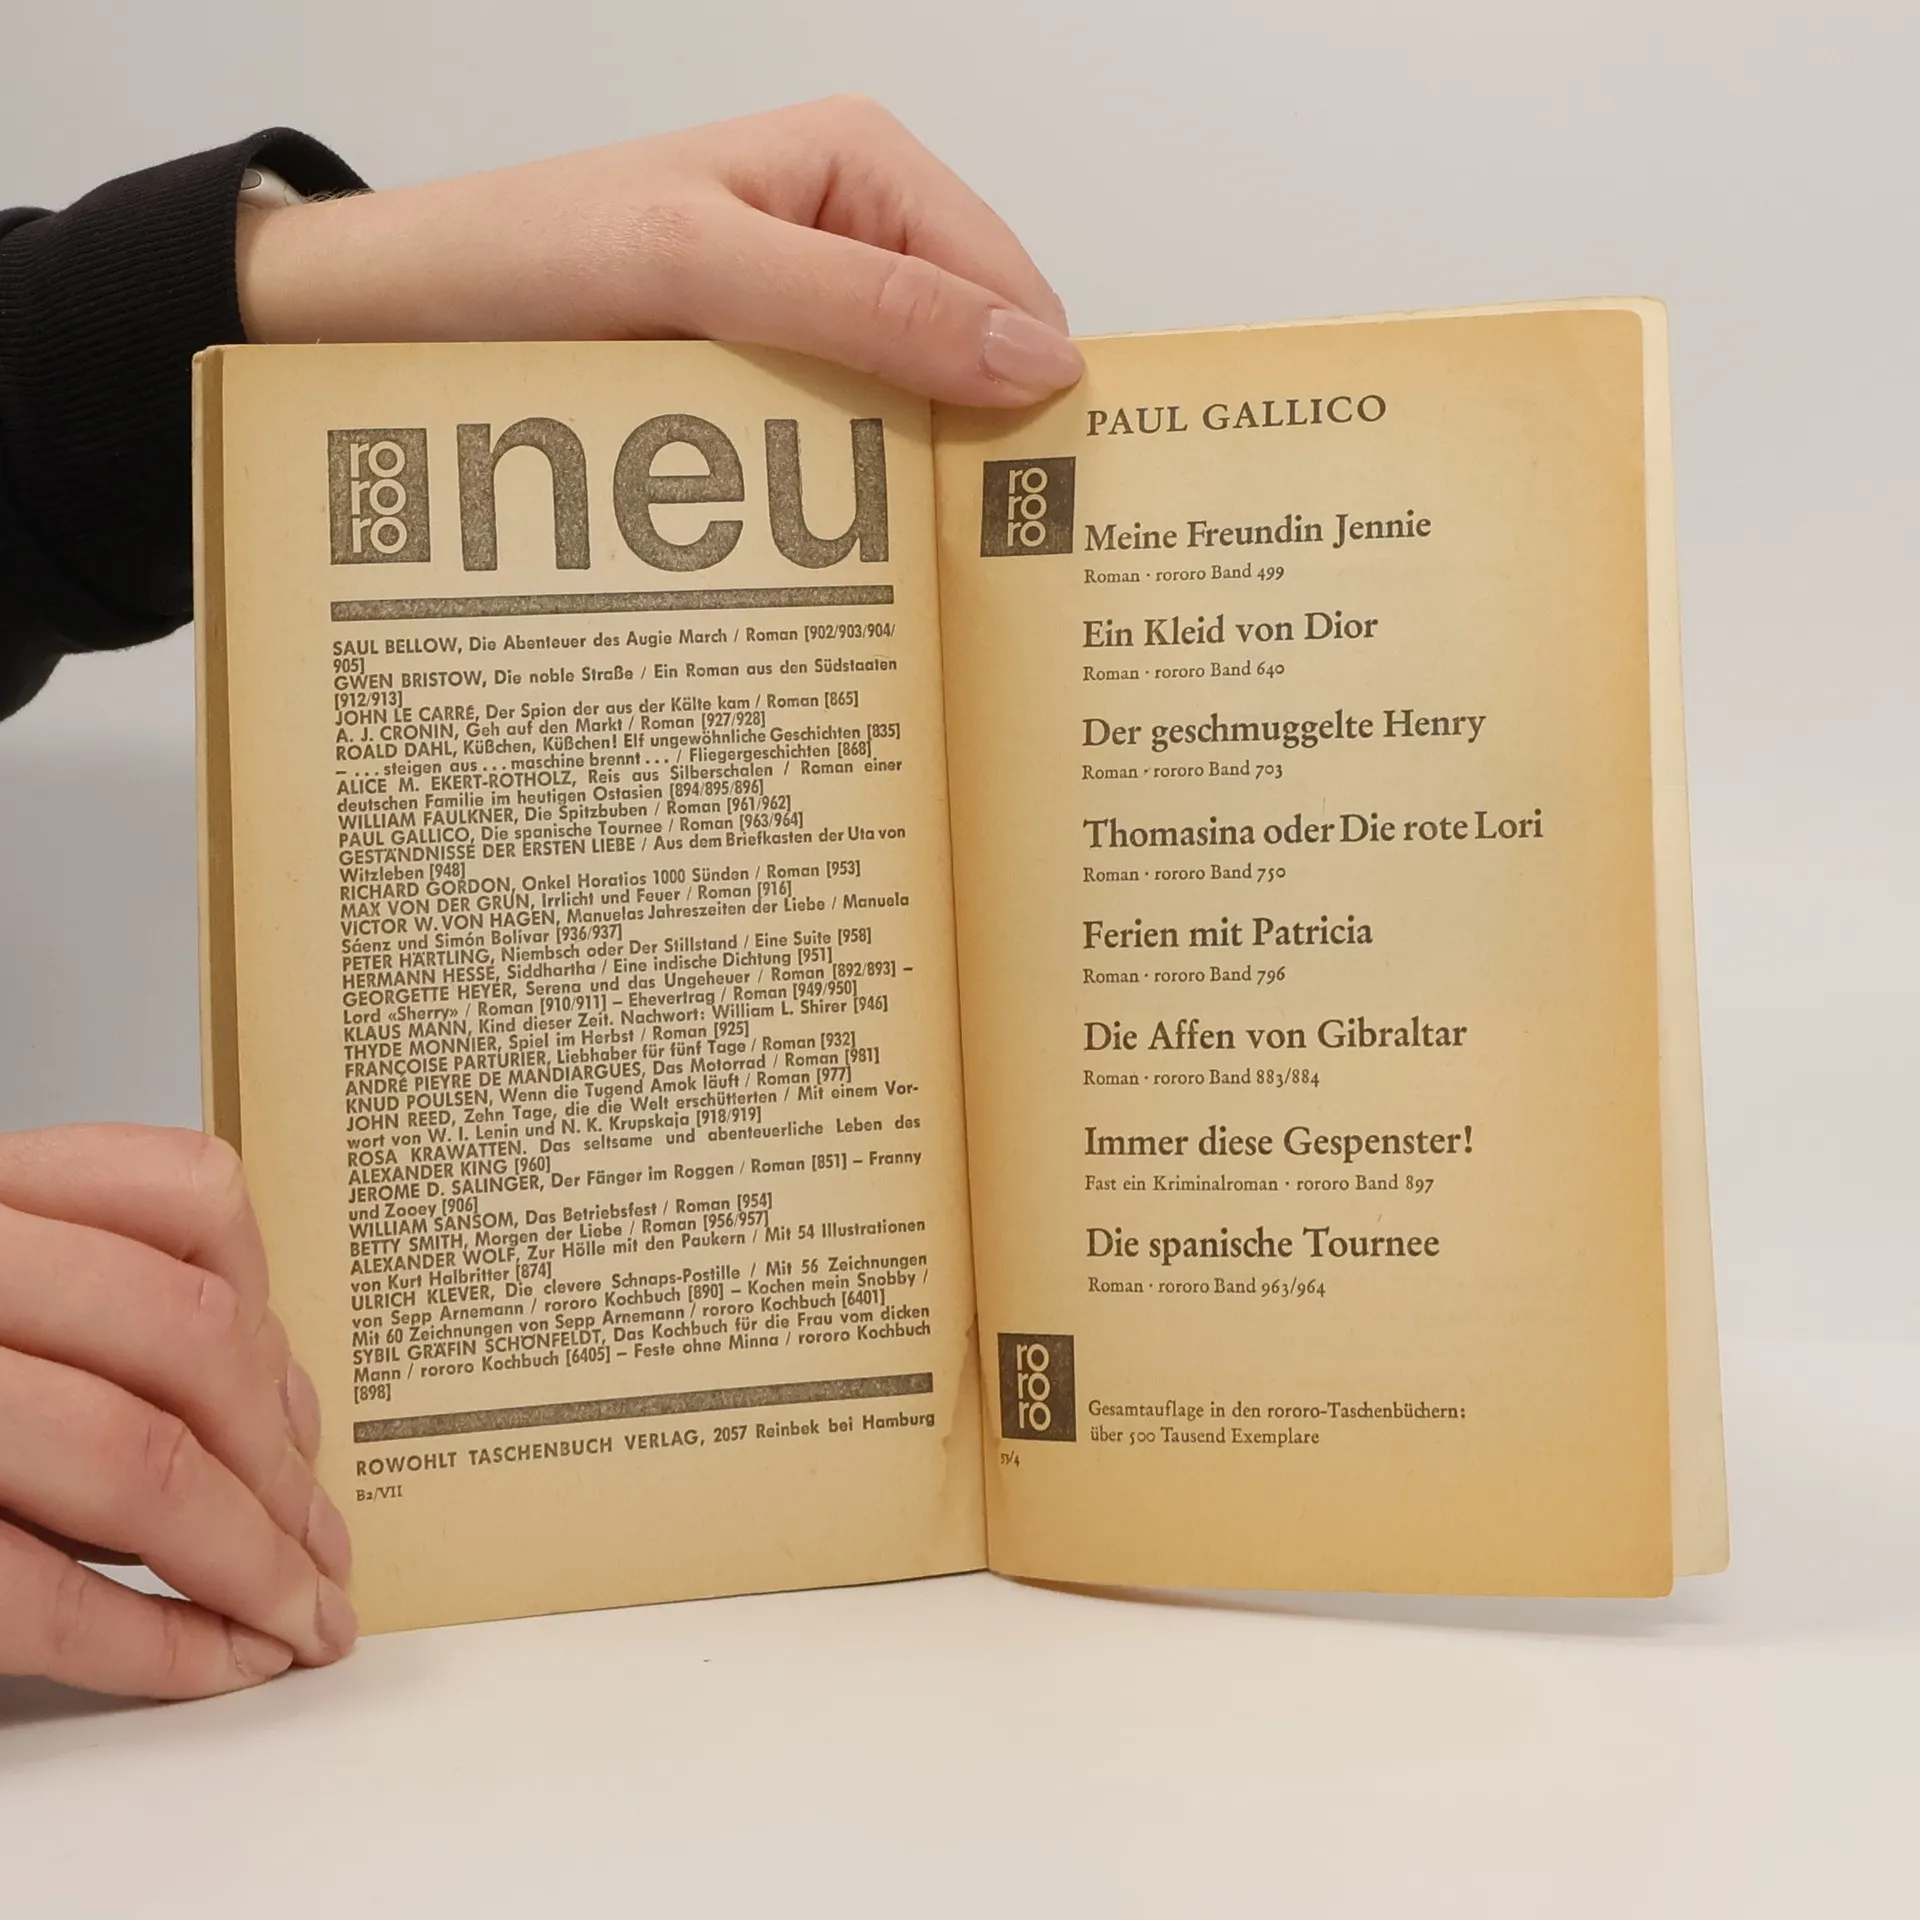 ro
ro
ro
neu
SAUL BELLOW, Die Abenteuer des Augie March / Roman [902/903/904/
905]
GWEN BRISTOW, Die noble Straße / Ein Roman aus den Südstaaten
[912/913]
JOHN LE CARRÉ, Der Spion der aus der Kälte kam / Roman [865]
A. J. CRONIN, Geh auf den Markt / Roman [927/928]
ROALD DAHL, Küßchen, Küßchen! Elf ungewöhnliche Geschichten [835]
– ... steigen aus ... maschine brennt ... / Fliegergeschichten [868]
ALICE M. EKERT-ROTHOLZ, Reis aus Silberschalen / Roman einer
deutschen Familie im heutigen Ostasien [894/895/896]
WILLIAM FAULKNER, Die Spitzbuben / Roman [961/962]
PAUL GALLICO, Die spanische Tournee / Roman [963/964]
GESTÄNDNISSE DER ERSTEN LIEBE / Aus dem Briefkasten der Uta von
Witzleben [948]
RICHARD GORDON, Onkel Horatios 1000 Sünden / Roman [953]
MAX VON DER GRÜN, Irrlicht und Feuer / Roman [916]
VICTOR W. VON HAGEN, Manuelas Jahreszeiten der Liebe / Manuela
Sáenz und Simón Bolívar [936/937]
PETER HÄRTLING, Niembsch oder Der Stillstand / Eine Suite [958]
HERMANN HESSE, Siddhartha / Eine indische Dichtung [951]
GEORGETTE HEYER, Serena und das Ungeheuer / Roman [892/893] –
Lord «Sherry» / Roman [910/911] – Ehevertrag / Roman [949/950]
KLAUS MANN, Kind dieser Zeit. Nachwort: William L. Shirer [946]
THYDE MONNIER, Spiel im Herbst / Roman [925]
FRANÇOISE PARTURIER, Liebhaber für fünf Tage / Roman [932]
ANDRÉ PIEYRE DE MANDIARGUES, Das Motorrad / Roman [981]
KNUD POULSEN, Wenn die Tugend Amok läuft / Roman [977]
JOHN REED, Zehn Tage, die die Welt erschütterten / Mit einem Vor-
wort von W. I. Lenin und N. K. Krupskaja [918/919]
ROSA KRAWATTEN. Das seltsame und abenteuerliche Leben des
ALEXANDER KING [960]
JEROME D. SALINGER, Der Fänger im Roggen / Roman [851] – Franny
und Zooey [906]
WILLIAM SANSOM, Das Betriebsfest / Roman [954]
BETTY SMITH, Morgen der Liebe / Roman [956/957]
ALEXANDER WOLF, Zur Hölle mit den Paukern / Mit 54 Illustrationen
von Kurt Halbritter [874]
ULRICH KLEVER, Die clevere Schnaps-Postille / Mit 56 Zeichnungen
von Sepp Arnemann / rororo Kochbuch [890] – Kochen mein Snobby /
Mit 60 Zeichnungen von Sepp Arnemann / rororo Kochbuch [6401]
SYBIL GRÄFIN SCHÖNFELDT, Das Kochbuch für die Frau vom dicken
Mann / rororo Kochbuch [6405] – Feste ohne Minna / rororo Kochbuch
[898]
ROWOHLT TASCHENBUCH VERLAG, 2057 Reinbek bei Hamburg
B2/VII
PAUL GALLICO
ro
ro
ro
Meine Freundin Jennie
Roman · rororo Band 499
Ein Kleid von Dior
Roman · rororo Band 640
Der geschmuggelte Henry
Roman · rororo Band 703
Thomasina oder Die rote Lori
Roman · rororo Band 750
Ferien mit Patricia
Roman · rororo Band 796
Die Affen von Gibraltar
Roman · rororo Band 883/884
Immer diese Gespenster!
Fast ein Kriminalroman · rororo Band 897
Die spanische Tournee
Roman · rororo Band 963/964
ro
ro
ro
Gesamtauflage in den rororo-Taschenbüchern:
über 500 Tausend Exemplare